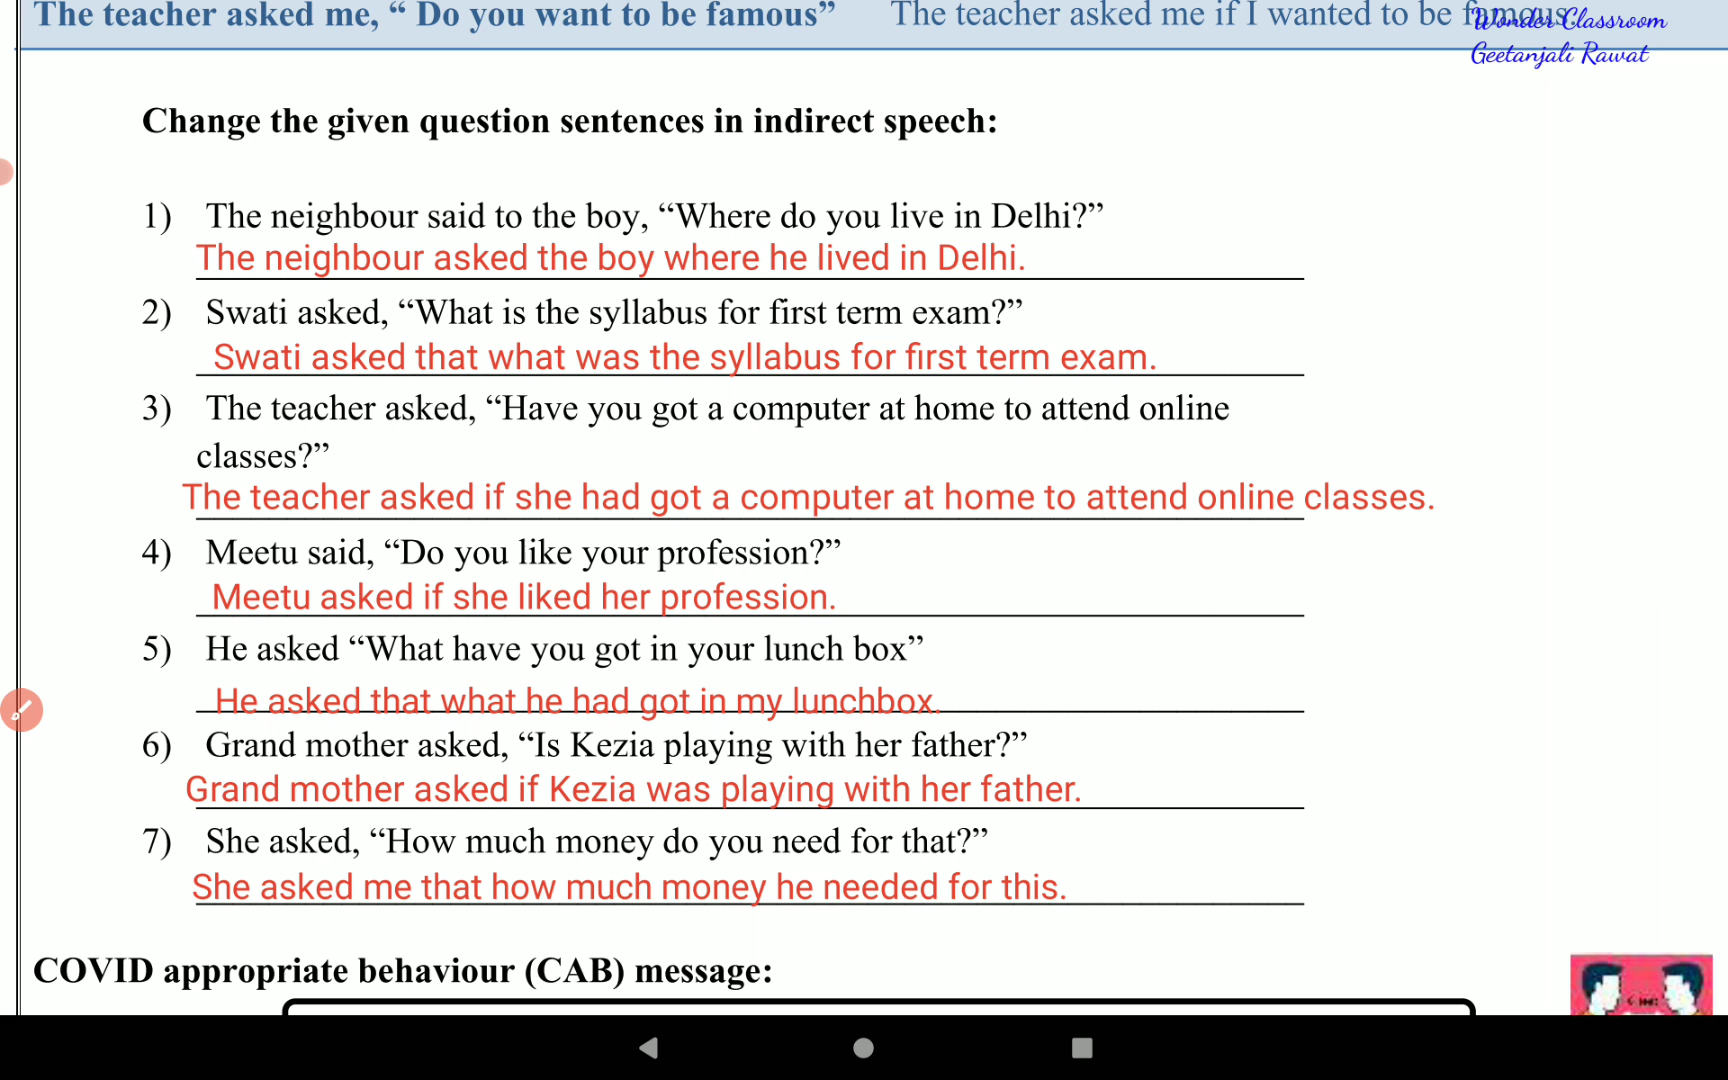 The teacher asked me, “ Do you want to be famous” The teacher asked me if I wanted to be famous.
Wonder Classroom
Geetanjali Rawat
Change the given question sentences in indirect speech:
1) The neighbour said to the boy, “Where do you live in Delhi?”
The neighbour asked the boy where he lived in Delhi.
2) Swati asked, “What is the syllabus for first term exam?”
Swati asked that what was the syllabus for first term exam.
3) The teacher asked, “Have you got a computer at home to attend online
classes?”
The teacher asked if she had got a computer at home to attend online classes.
4) Meetu said, “Do you like your profession?”
Meetu asked if she liked her profession.
5) He asked “What have you got in your lunch box”
He asked that what he had got in my lunchbox.
6) Grand mother asked, “Is Kezia playing with her father?”
Grand mother asked if Kezia was playing with her father.
7) She asked, “How much money do you need for that?”
She asked me that how much money he needed for this.
COVID appropriate behaviour (CAB) message: